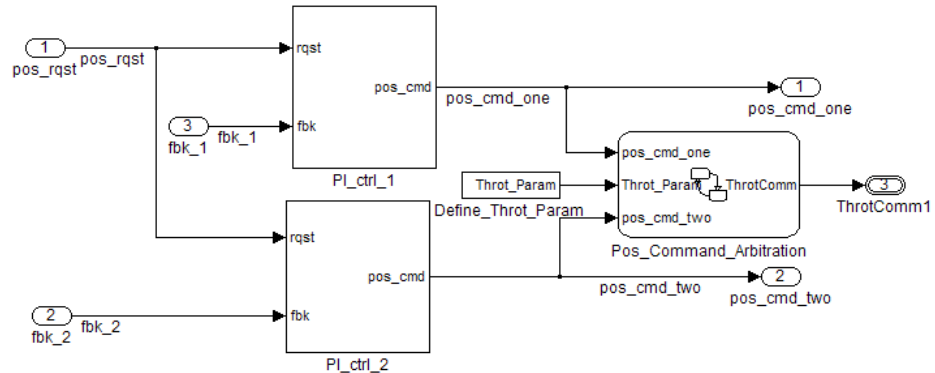 1
pos_rqst
pos_rqst
3
fbk_1
fbk_1
rqst
pos_cmd
fbk
PI_ctrl_1
pos_cmd_one
1
pos_cmd_one
Throt_Param
Define_Throt_Param
pos_cmd_one
Throt_Param
ThrotComm
pos_cmd_two
Pos_Command_Arbitration
3
ThrotComm1
2
fbk_2
fbk_2
rqst
pos_cmd
fbk
PI_ctrl_2
pos_cmd_two
2
pos_cmd_two